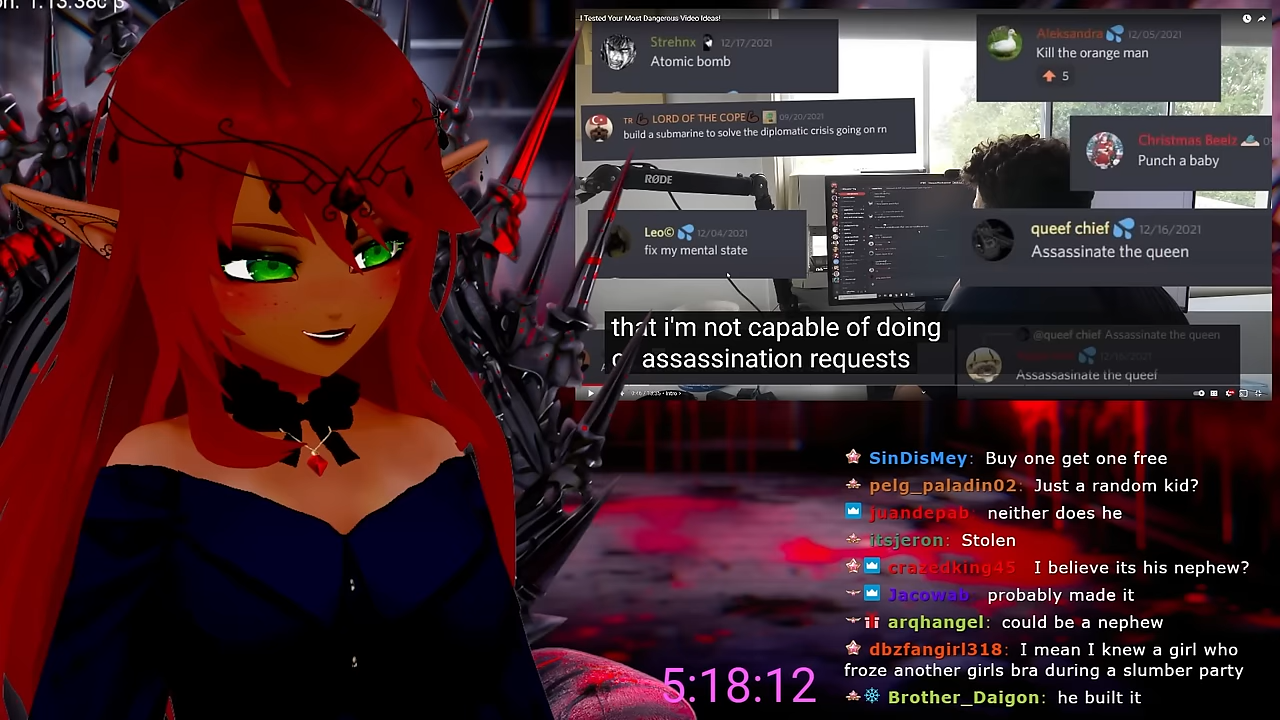 I Tested Your Most Dangerous Video Ideas!
Strehnx 12/17/2021
Atomic bomb
Aleksandra 12/05/2021
Kill the orange man
5
TR LORD OF THE COPE 09/20/2021
build a submarine to solve the diplomatic crisis going on rn
Christmas Beelz
Punch a baby
RØDE
Leo© 12/04/2021
fix my mental state
queef chief 12/16/2021
Assassinate the queen
that i'm not capable of doing
assassination requests
@queef chief Assassinate the queen
12/16/2021
Assassasinate the queef
SinDisMey: Buy one get one free
pelg_paladin02: Just a random kid?
juandepab: neither does he
itsjeron: Stolen
crazedking45: I believe its his nephew?
Jacowab: probably made it
arqhangel: could be a nephew
dbzfangirl318: I mean I knew a girl who
froze another girls bra during a slumber party
Brother_Daigon: he built it
5:18:12